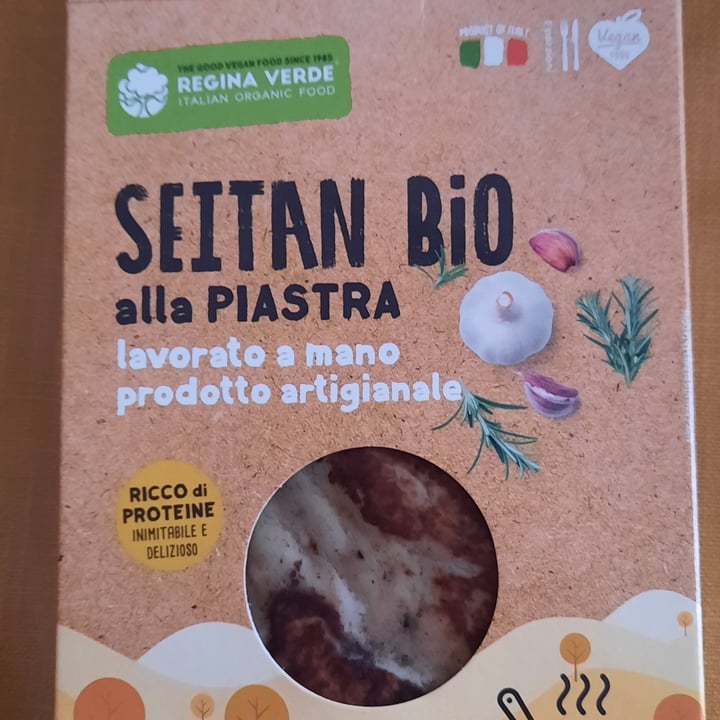 THE GOOD VEGAN FOOD SINCE 1985
REGINA VERDE
ITALIAN ORGANIC FOOD
PRODUCT OF ITALY
Vegan
SEITAN BiO
alla PIASTRA
lavorato a mano
prodotto artigianale
RICCO di
PROTEINE
INIMITABILE E
DELIZIOSO